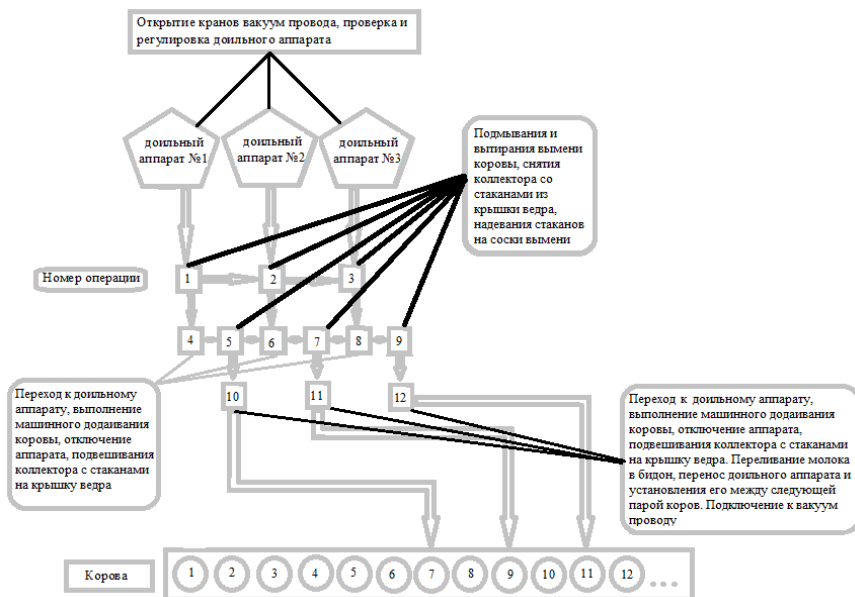 Открытие кранов вакуум провода, проверка и
регулировка доильного аппарата
доильный
аппарат №1
доильный
аппарат №2
доильный
аппарат №3
Подмывания и
вытирания вымени
коровы, снятия
коллектора со
стаканами из
крышки ведра,
надевания стаканов
на соски вымени
Номер операции
1
2
3
4
5
6
7
8
9
10
11
12
Переход к доильному
аппарату, выполнение
машинного додаивания
коровы, отключение
аппарата, подвешивания
коллектора с стаканами
на крышку ведра
Переход к доильному аппарату,
выполнение машинного додаивания
коровы, отключение аппарата,
подвешивания коллектора с стаканами
на крышку ведра. Переливание молока
в бидон, перенос доильного аппарата и
установления его между следующей
парой коров. Подключение к вакуум
проводу
Корова
1
2
3
4
5
6
7
8
9
10
11
12
...